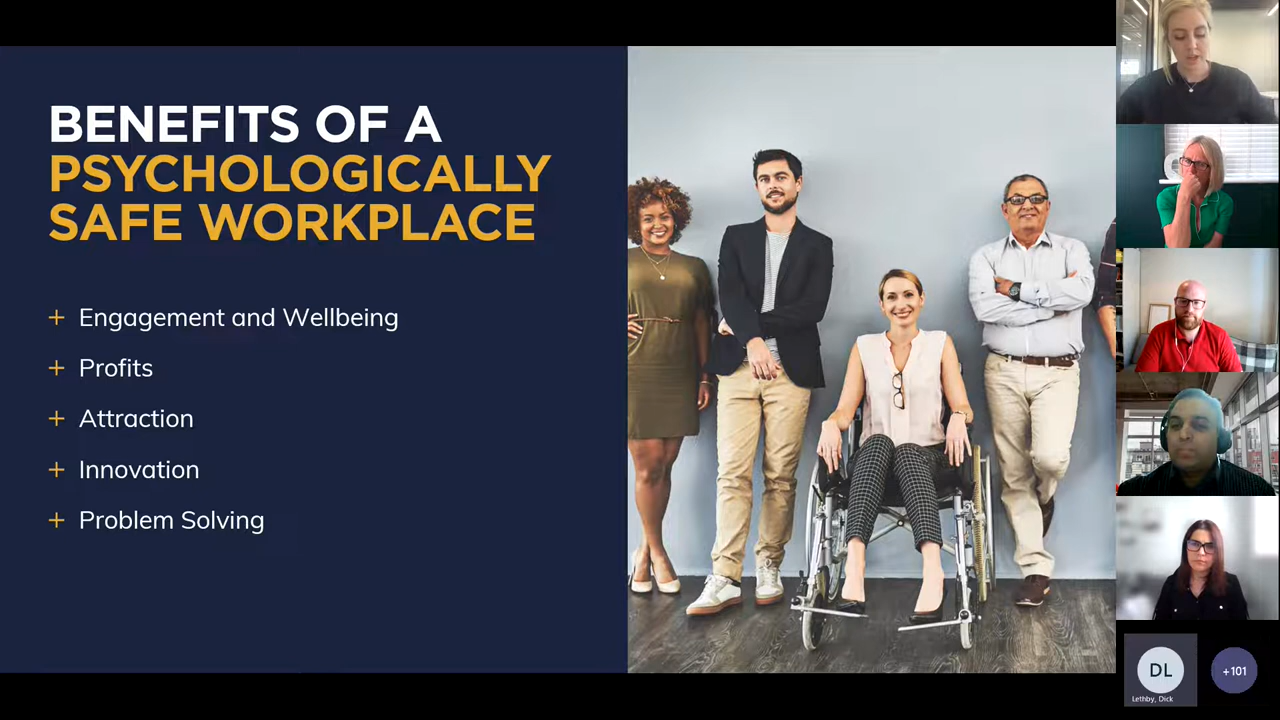 BENEFITS OF A
PSYCHOLOGICALLY
SAFE WORKPLACE
+ Engagement and Wellbeing
+ Profits
+ Attraction
+ Innovation
+ Problem Solving
DL
Lethby, Dick
+101